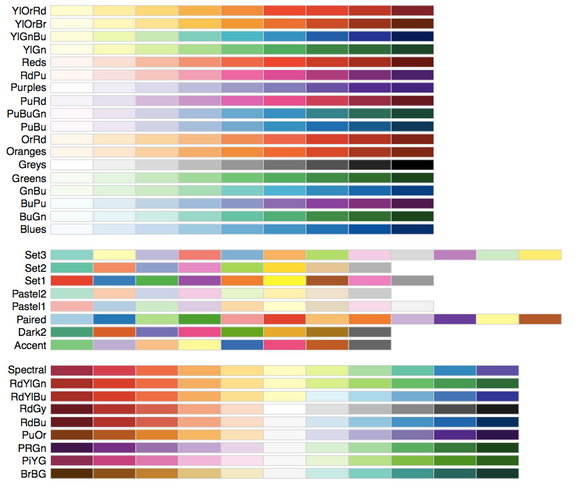 YlOrRd
YlOrBr
YlGnBu
YlGn
Reds
RdPu
Purples
PuRd
PuBuGn
PuBu
OrRd
Oranges
Greys
Greens
GnBu
BuPu
BuGn
Blues
Set3
Set2
Set1
Pastel2
Pastel1
Paired
Dark2
Accent
Spectral
RdYlGn
RdYlBu
RdGy
RdBu
PuOr
PRGn
PiYG
BrBG